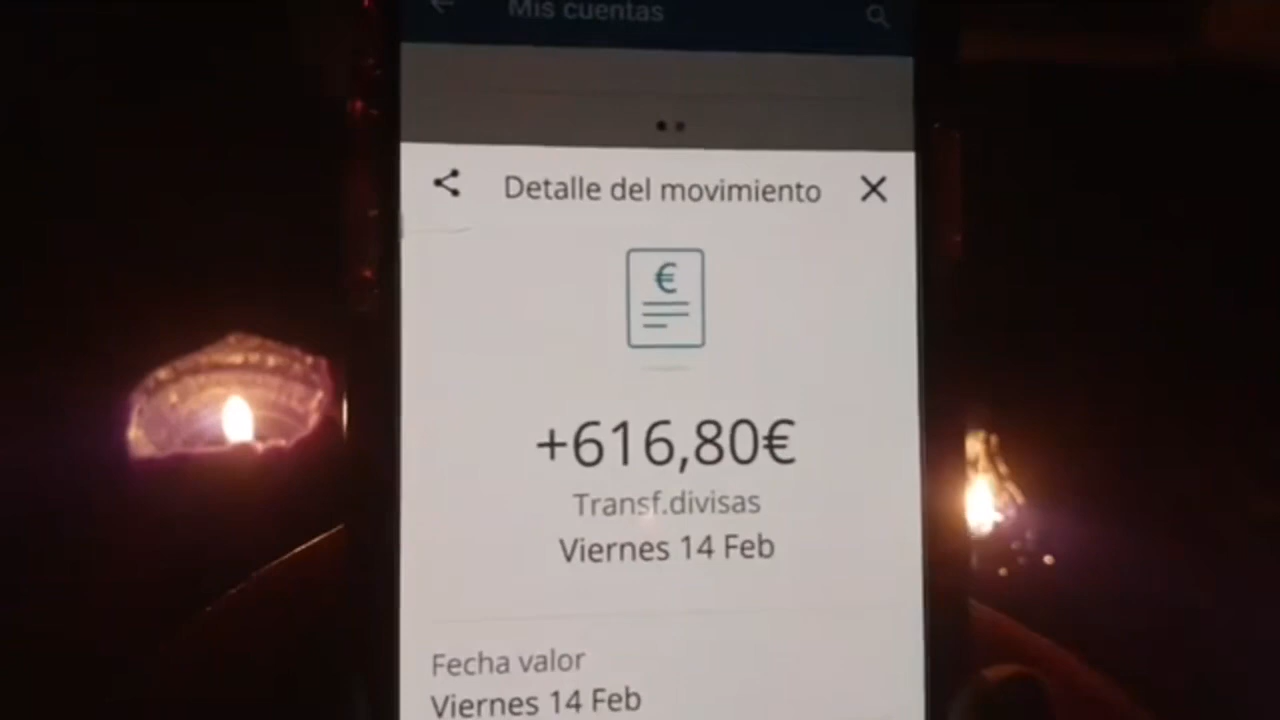 Mis cuentas
Detalle del movimiento
€
+616,80€
Transf.divisas
Viernes 14 Feb
Fecha valor
Viernes 14 Feb